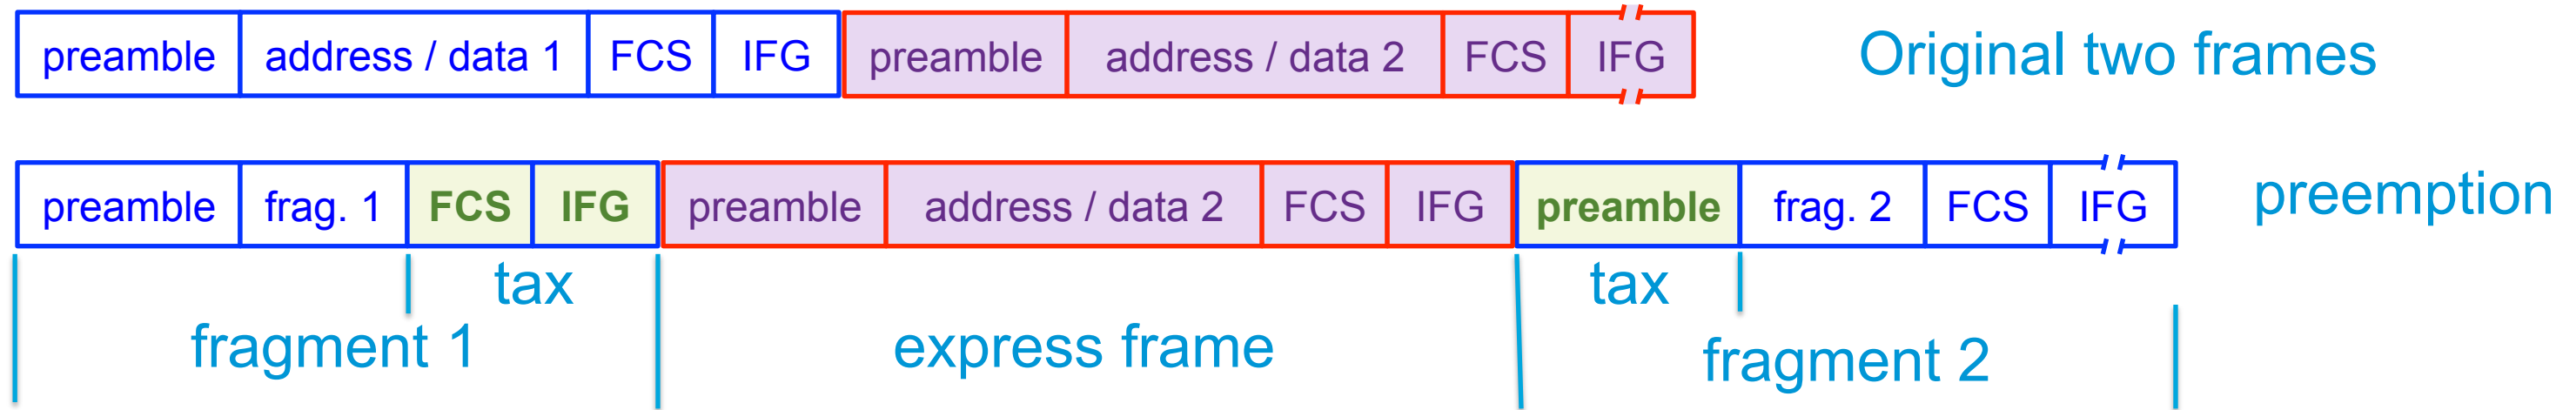 preamble address / data 1 FCS IFG preamble address / data 2 FCS IFG Original two frames
preamble frag. 1 FCS IFG preamble address / data 2 FCS IFG preamble frag. 2 FCS IFG preemption
tax tax
fragment 1 express frame fragment 2